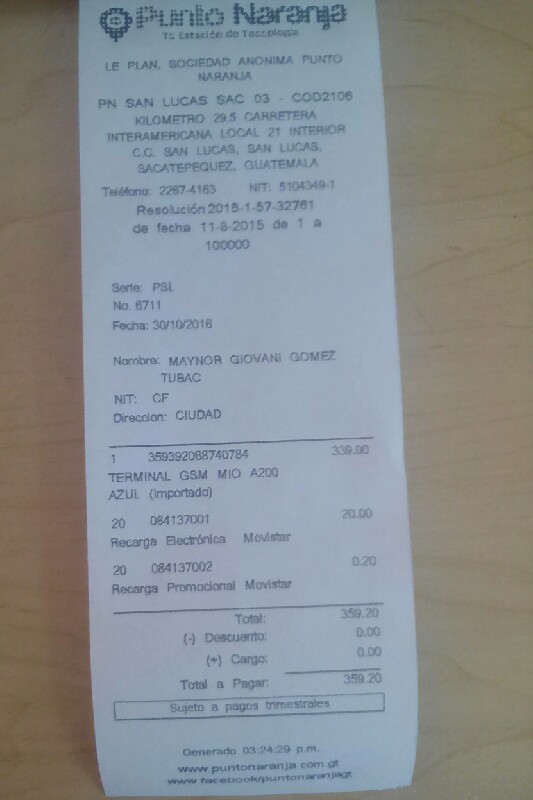 Punto Naranja
Tu Estación de Tecnología
LE PLAN, SOCIEDAD ANONIMA PUNTO
NARANJA
PN SAN LUCAS SAC 03 - COD2106
KILOMETRO 29.5 CARRETERA
INTERAMERICANA LOCAL 21 INTERIOR
C.C. SAN LUCAS, SAN LUCAS,
SACATEPEQUEZ, GUATEMALA
Teléfono: 2267-4163 NIT: 5104349-1
Resolución 2015-1-57-32761
de fecha 11-8-2015 de 1 a
100000
Serie: PSL
No. 6711
Fecha: 30/10/2016
Nombre: MAYNOR GIOVANI GOMEZ
TUBAC
NIT: CF
Direccion: CIUDAD
1 359392068740784 339.00
TERMINAL GSM MIO A200
AZUL (importado)
20 084137001 20.00
Recarga Electrónica Movistar
20 084137002 0.20
Recarga Promocional Movistar
Total: 359.20
(-) Descuento: 0.00
(+) Cargo: 0.00
Total a Pagar: 359.20
Sujeto a pagos trimestrales
Generado 03:24:29 p.m.
www.puntonaranja.com.gt
www.facebook/puntonaranjagt